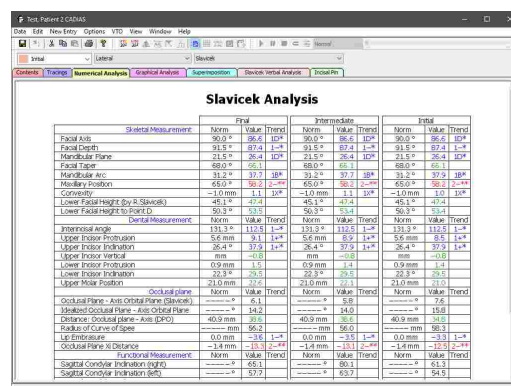 Test, Patient 2 CADIAS
Date Edit New Entry Options VTO View Window Help
Normal
Initial Lateral Slavicek
Contents Tracings Numerical Analysis Graphical Analysis Superimposition Slavicek Verbal Analysis Incisal Pin
Slavicek Analysis
Final Intermediate Initial
Skeletal Measurement Norm Value Trend Norm Value Trend Norm Value Trend
Facial Axis 90.0 ° 86.6 1D* 90.0 ° 86.6 1D* 90.0 ° 86.6 1D*
Facial Depth 91.5 ° 87.4 1-* 91.5 ° 87.4 1-* 91.5 ° 87.4 1-*
Mandibular Plane 21.5 ° 26.4 1D* 21.5 ° 26.4 1D* 21.5 ° 26.4 1D*
Facial Taper 68.0 ° 66.1 68.0 ° 66.1 68.0 ° 66.1
Mandibular Arc 31.2 ° 37.7 1B* 31.2 ° 37.7 1B* 31.2 ° 37.9 1B*
Maxillary Position 65.0 ° 58.2 2-** 65.0 ° 58.2 2-** 65.0 ° 58.2 2-**
Convexity -1.0 mm 1.1 1X* -1.0 mm 1.1 1X* -1.0 mm 1.0 1X*
Lower Facial Height (by R.Slavicek) 45.1 ° 47.4 45.1 ° 47.4 45.1 ° 47.4
Lower Facial Height to Point D 50.3 ° 53.5 50.3 ° 53.4 50.3 ° 53.4
Dental Measurement Norm Value Trend Norm Value Trend Norm Value Trend
Interincisal Angle 131.3 ° 112.5 1-* 131.3 ° 112.5 1-* 131.3 ° 112.5 1-*
Upper Incisor Protrusion 5.6 mm 9.1 1+* 5.6 mm 8.9 1+* 5.6 mm 8.5 1+*
Upper Incisor Inclination 26.4 ° 37.9 1+* 26.4 ° 37.9 1+* 26.4 ° 37.9 1+*
Upper Incisor Vertical mm -0.8 mm -0.8 mm -0.8
Lower Incisor Protrusion 0.9 mm 1.5 0.9 mm 1.4 0.9 mm 1.4
Lower Incisor Inclination 22.3 ° 29.5 22.3 ° 29.5 22.3 ° 29.5
Upper Molar Position 21.0 mm 22.6 21.0 mm 22.1 21.0 mm 21.0
Occlusal plane Norm Value Trend Norm Value Trend Norm Value Trend
Occlusal Plane - Axis Orbital Plane (Slavicek) ----- ° 6.1 ----- ° 5.8 ----- ° 7.6
Idealized Occlusal Plane - Axis Orbital Plane ----- ° 14.2 ----- ° 14.0 ----- ° 15.8
Distance: Occlusal plane - Axis (DPO) 40.9 mm 38.6 40.9 mm 38.6 40.9 mm 34.8
Radius of Curve of Spee ---- mm 56.2 ---- mm 56.0 ---- mm 58.3
Lip Embrasure 0.0 mm -3.6 1-* 0.0 mm -3.5 1-* 0.0 mm -3.3 1-*
Occlusal Plane Xi Distance -1.4 mm -13.3 2-** -1.4 mm -13.1 2-** -1.4 mm -12.5 2-**
Functional Measurement Norm Value Trend Norm Value Trend Norm Value Trend
Sagittal Condylar Inclination (right) ----- ° 65.1 ----- ° 80.1 ----- ° 61.3
Sagittal Condylar Inclination (left) ----- ° 57.7 ----- ° 63.7 ----- ° 54.5